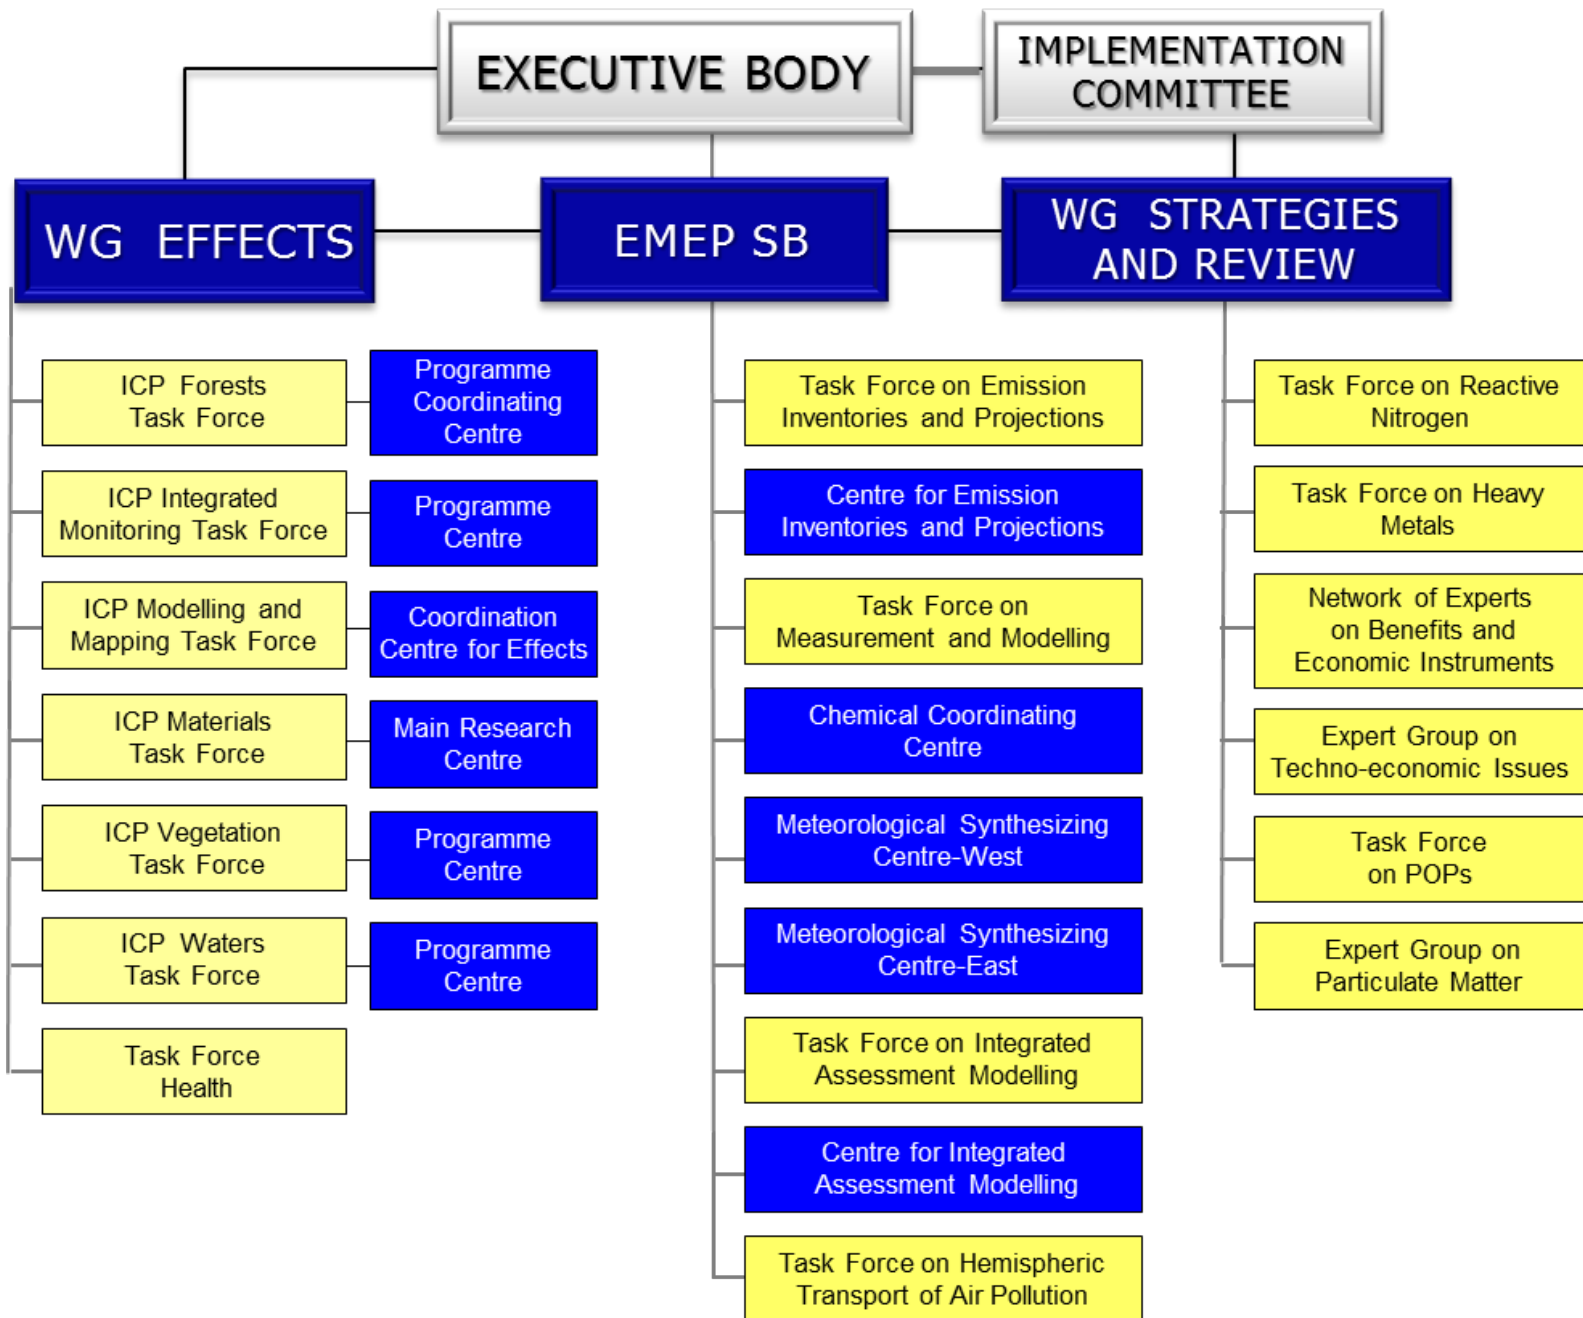 EXECUTIVE BODY
IMPLEMENTATION
COMMITTEE
WG EFFECTS
EMEP SB
WG STRATEGIES
AND REVIEW
ICP Forests
Task Force
Programme
Coordinating
Centre
ICP Integrated
Monitoring Task Force
Programme
Centre
ICP Modelling and
Mapping Task Force
Coordination
Centre for Effects
ICP Materials
Task Force
Main Research
Centre
ICP Vegetation
Task Force
Programme
Centre
ICP Waters
Task Force
Programme
Centre
Task Force
Health
Task Force on Emission
Inventories and Projections
Centre for Emission
Inventories and Projections
Task Force on
Measurement and Modelling
Chemical Coordinating
Centre
Meteorological Synthesizing
Centre-West
Meteorological Synthesizing
Centre-East
Task Force on Integrated
Assessment Modelling
Centre for Integrated
Assessment Modelling
Task Force on Hemispheric
Transport of Air Pollution
Task Force on Reactive
Nitrogen
Task Force on Heavy
Metals
Network of Experts
on Benefits and
Economic Instruments
Expert Group on
Techno-economic Issues
Task Force
on POPs
Expert Group on
Particulate Matter